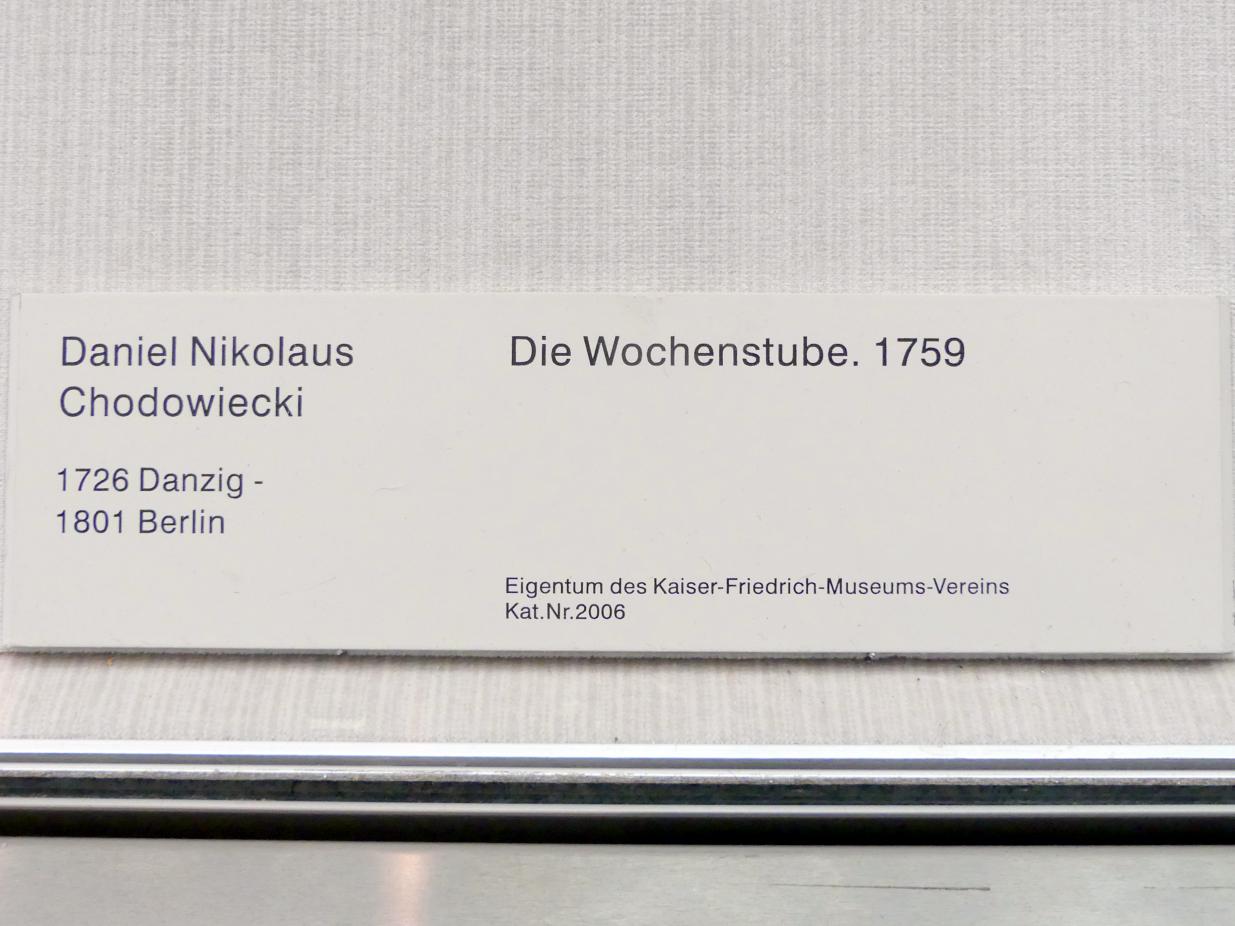 Daniel Nikolaus
Chodowiecki
1726 Danzig -
1801 Berlin
Die Wochenstube. 1759
Eigentum des Kaiser-Friedrich-Museums-Vereins
Kat.Nr.2006